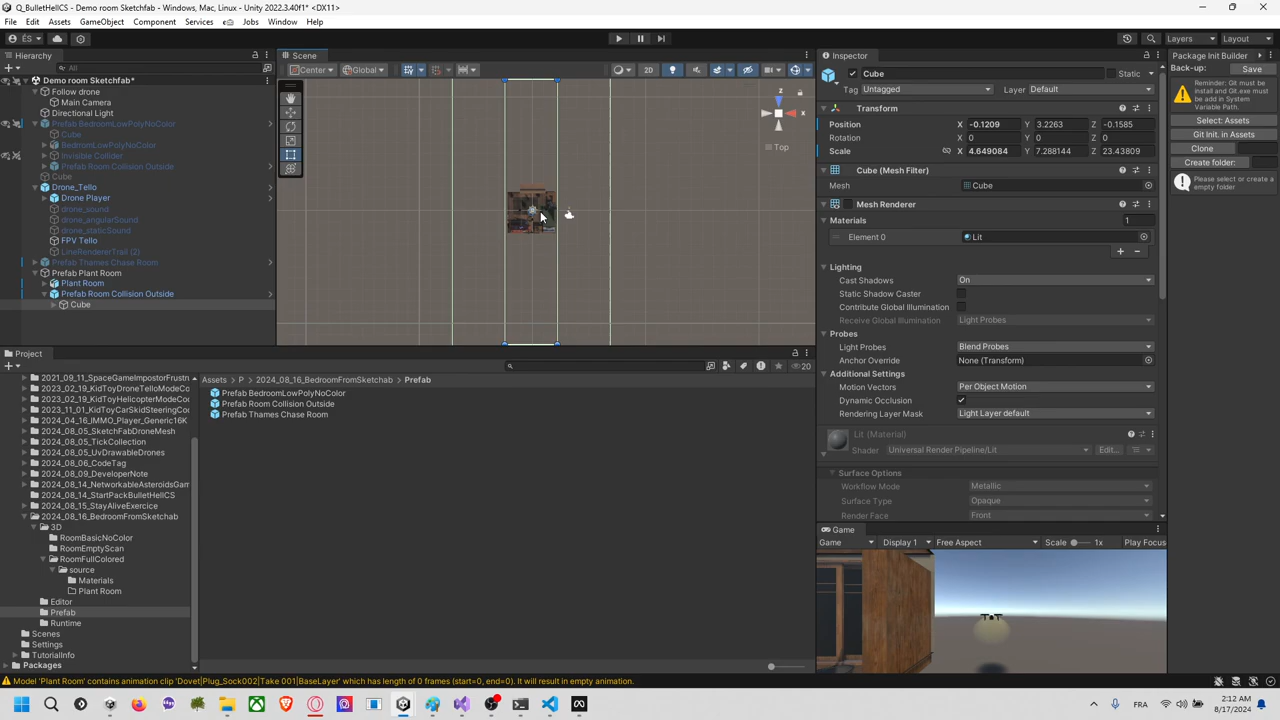 Q_BulletHellCS - Demo room Sketchfab* - Windows, Mac, Linux - Unity 2022.3.40f1* <DX11>
File Edit Assets GameObject Component Services Jobs Window Help
ÉS
Layers Layout
Hierarchy
All
Demo room Sketchfab*
Follow drone
Main Camera
Prefab BedroomLowPolyNoColor
Cube
BedrromLowPolyNoColor
Invisible Collider
Prefab Room Collision Outside
Cube
Drone_Tello
Drone Player
drone_sound
drone_angularSound
drone_staticSound
FPV Tello
LineRendererTrail (2)
Prefab Thames Chase Room
Prefab Plant Room
Plant Room
Prefab Room Collision Outside
Cube
Scene
Center Global 2D
z
x
Top
Inspector
Cube Static
Tag Untagged Layer Default
Transform
Position X -0.1209 Y 3.2263 Z -0.1585
Rotation X 0 Y 0 Z 0
Scale X 4.649084 Y 7.288144 Z 23.43809
Cube (Mesh Filter)
Mesh Cube
Mesh Renderer
Materials 1
Element 0 Lit
Lighting
Cast Shadows On
Static Shadow Caster
Contribute Global Illumination
Receive Global Illumination Light Probes
Probes
Light Probes Blend Probes
Anchor Override None (Transform)
Additional Settings
Motion Vectors Per Object Motion
Dynamic Occlusion
Rendering Layer Mask Light Layer default
Lit (Material)
Shader Universal Render Pipeline/Lit Edit...
Surface Options
Workflow Mode Metallic
Surface Type Opaque
Render Face Front
Package Init Builder
Back-up: Save
Reminder: Git must be install and Git.exe must be add in System Variable Path.
Select: Assets
Git Init. in Assets
Clone
Create folder:
Please select or create a empty folder
Project
20
2021_09_11_SpaceGameImpostorFrustn
2023_02_19_KidToyDroneTelloModeCo
2023_02_19_KidToyHelicopterModeCo
2023_11_01_KidToyCarSkidSteeringCo
2024_04_16_IMMO_Player_Generic16K
2024_08_05_SketchFabDroneMesh
2024_08_05_TickCollection
2024_08_05_UvDrawableDrones
2024_08_06_CodeTag
2024_08_09_DeveloperNote
2024_08_14_NetworkableAsteroidsGam
2024_08_14_StartPackBulletHellCS
2024_08_15_StayAliveExercice
2024_08_16_BedroomFromSketchab
3D
RoomBasicNoColor
RoomEmptyScan
RoomFullColored
source
Materials
Plant Room
Editor
Prefab
Runtime
Scenes
Settings
TutorialInfo
Packages
Assets > P > 2024_08_16_BedroomFromSketchab > Prefab
Prefab BedroomLowPolyNoColor
Prefab Room Collision Outside
Prefab Thames Chase Room
Game
Game Display 1 Free Aspect Scale 1x Play Focus
Model 'Plant Room' contains animation clip 'Dovet|Plug_Sock002|Take 001|BaseLayer' which has length of 0 frames (start=0, end=0). It will result in empty animation.
FRA
2:12 AM
8/17/2024